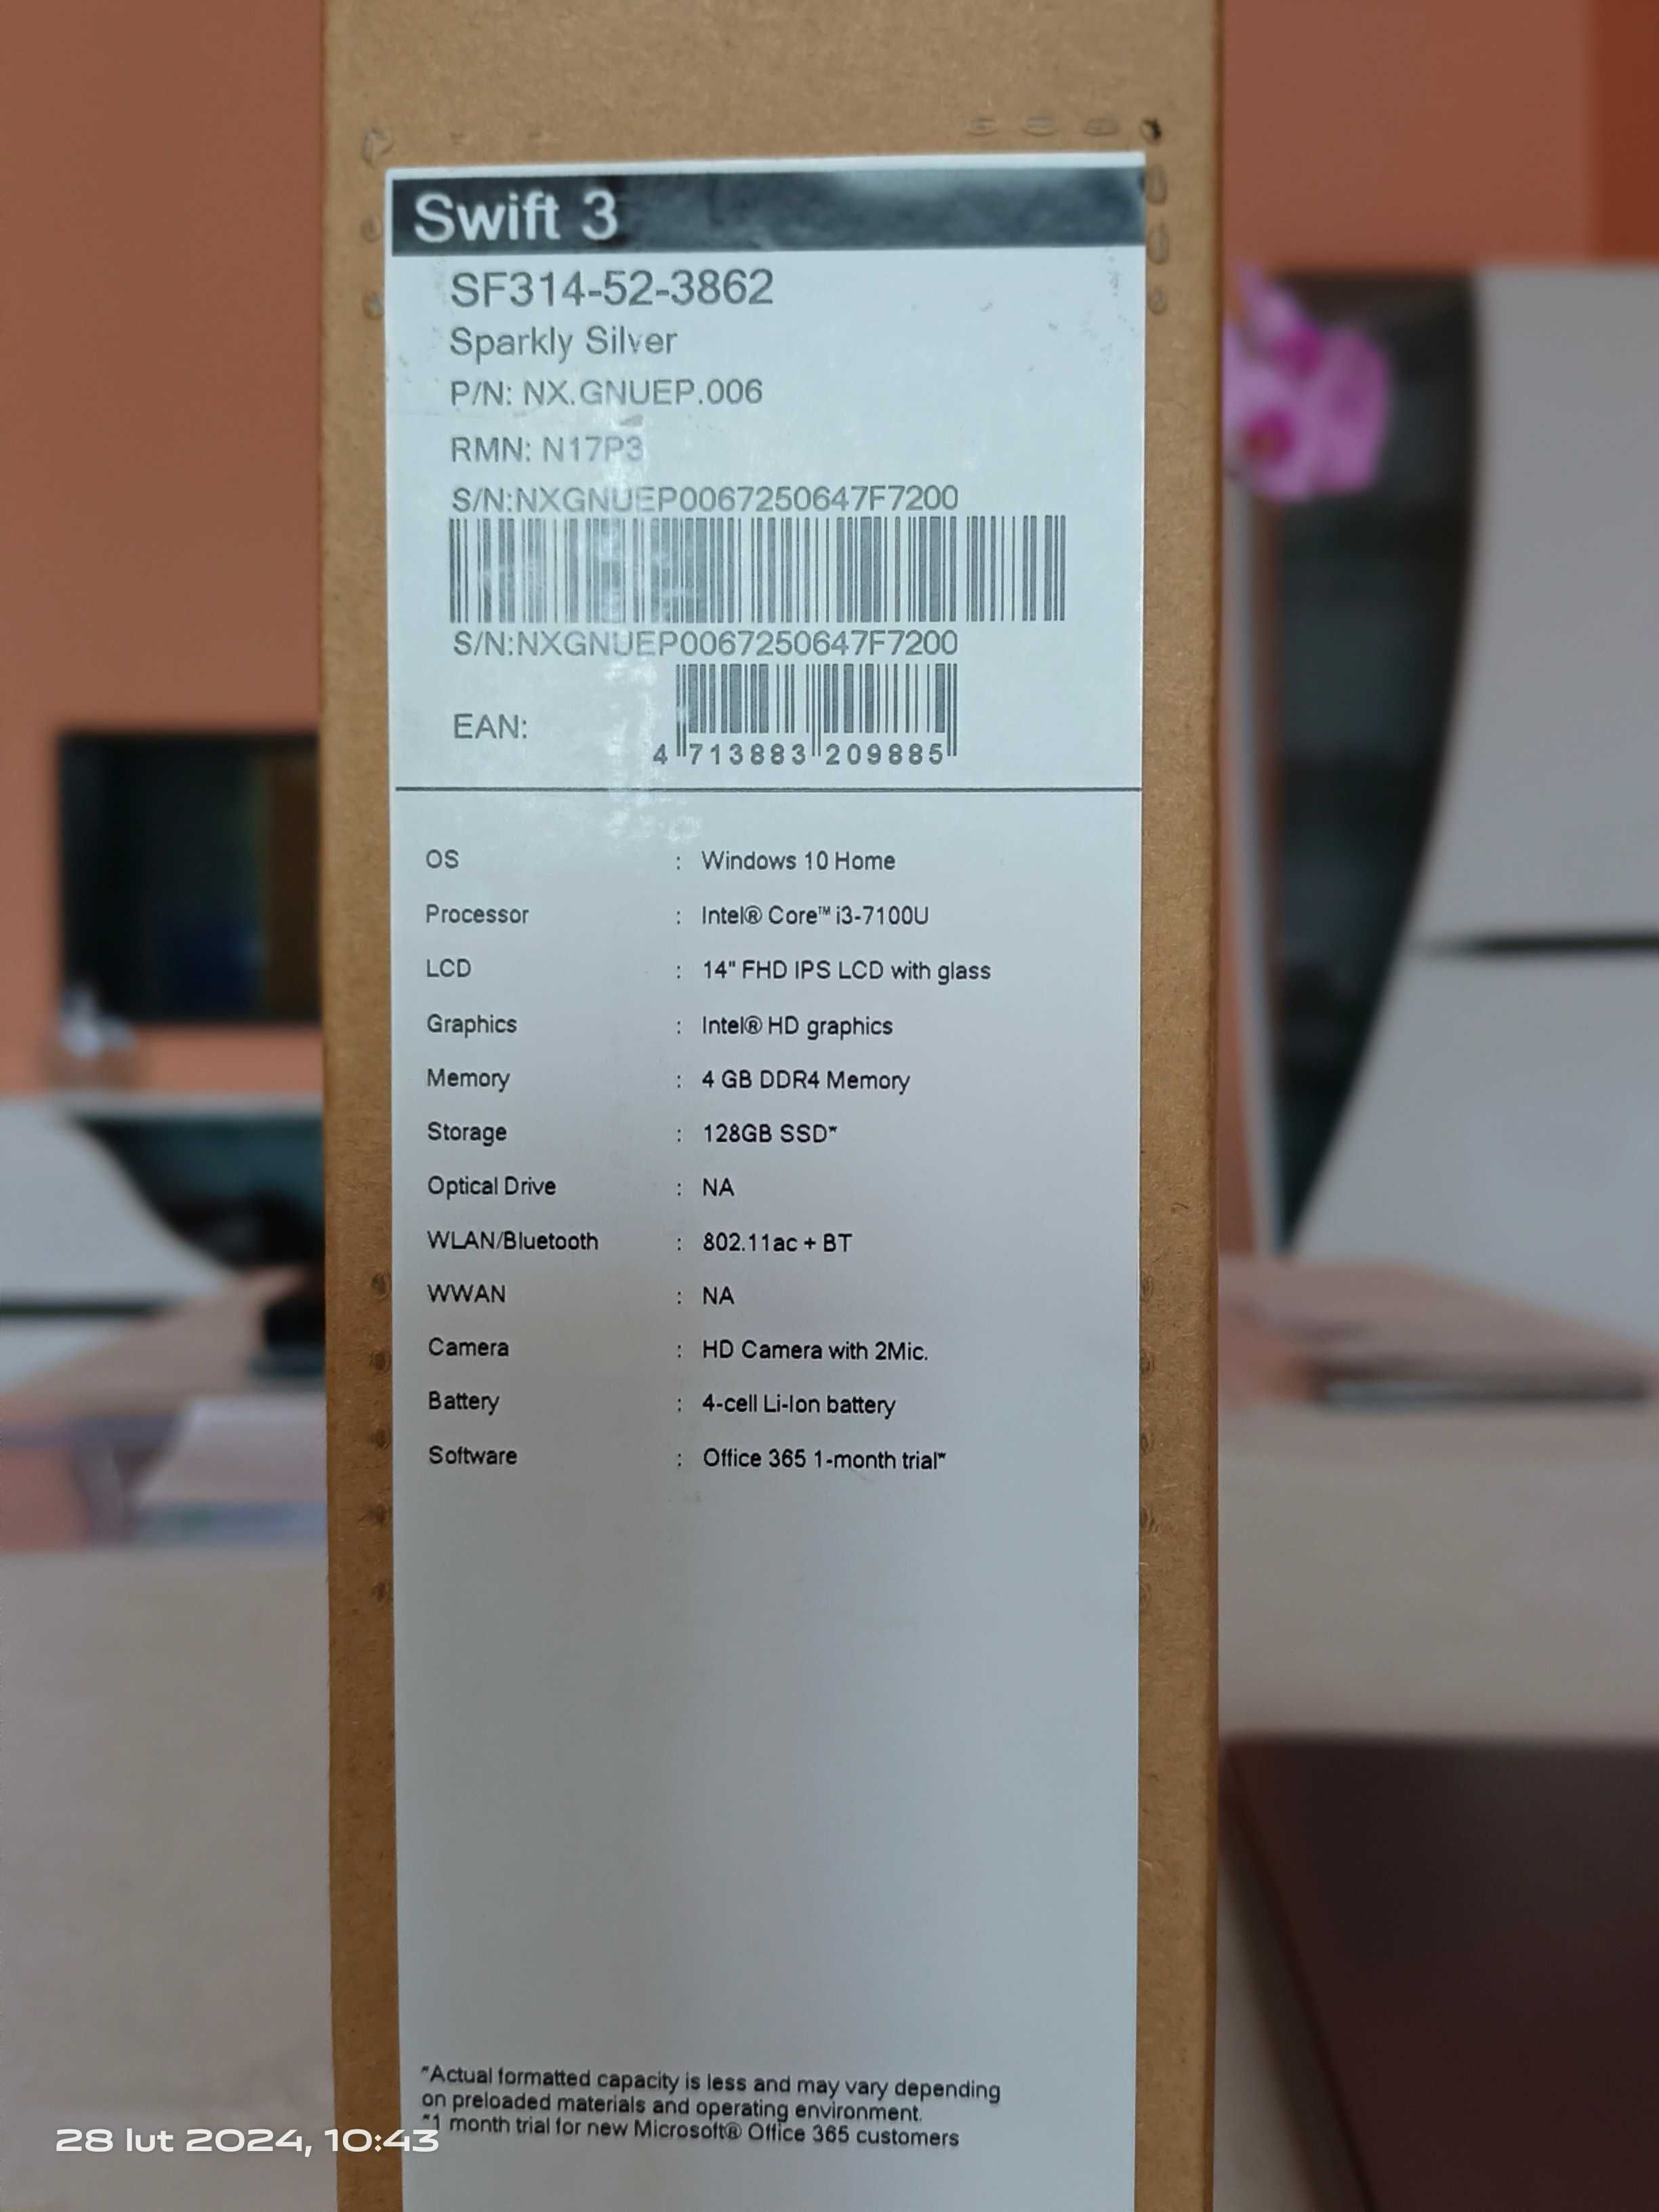 Swift 3
SF314-52-3862
Sparkly Silver
P/N: NX.GNUEP.006
RMN: N17P3
S/N:NXGNUEP0067250647F7200
S/N:NXGNUEP0067250647F7200
EAN:
4 713883 209885
OS : Windows 10 Home
Processor : Intel® Core™ i3-7100U
LCD : 14" FHD IPS LCD with glass
Graphics : Intel® HD graphics
Memory : 4 GB DDR4 Memory
Storage : 128GB SSD*
Optical Drive : NA
WLAN/Bluetooth : 802.11ac + BT
WWAN : NA
Camera : HD Camera with 2Mic.
Battery : 4-cell Li-Ion battery
Software : Office 365 1-month trial*
*Actual formatted capacity is less and may vary depending
on preloaded materials and operating environment.
*1 month trial for new Microsoft® Office 365 customers
28 lut 2024, 10:43